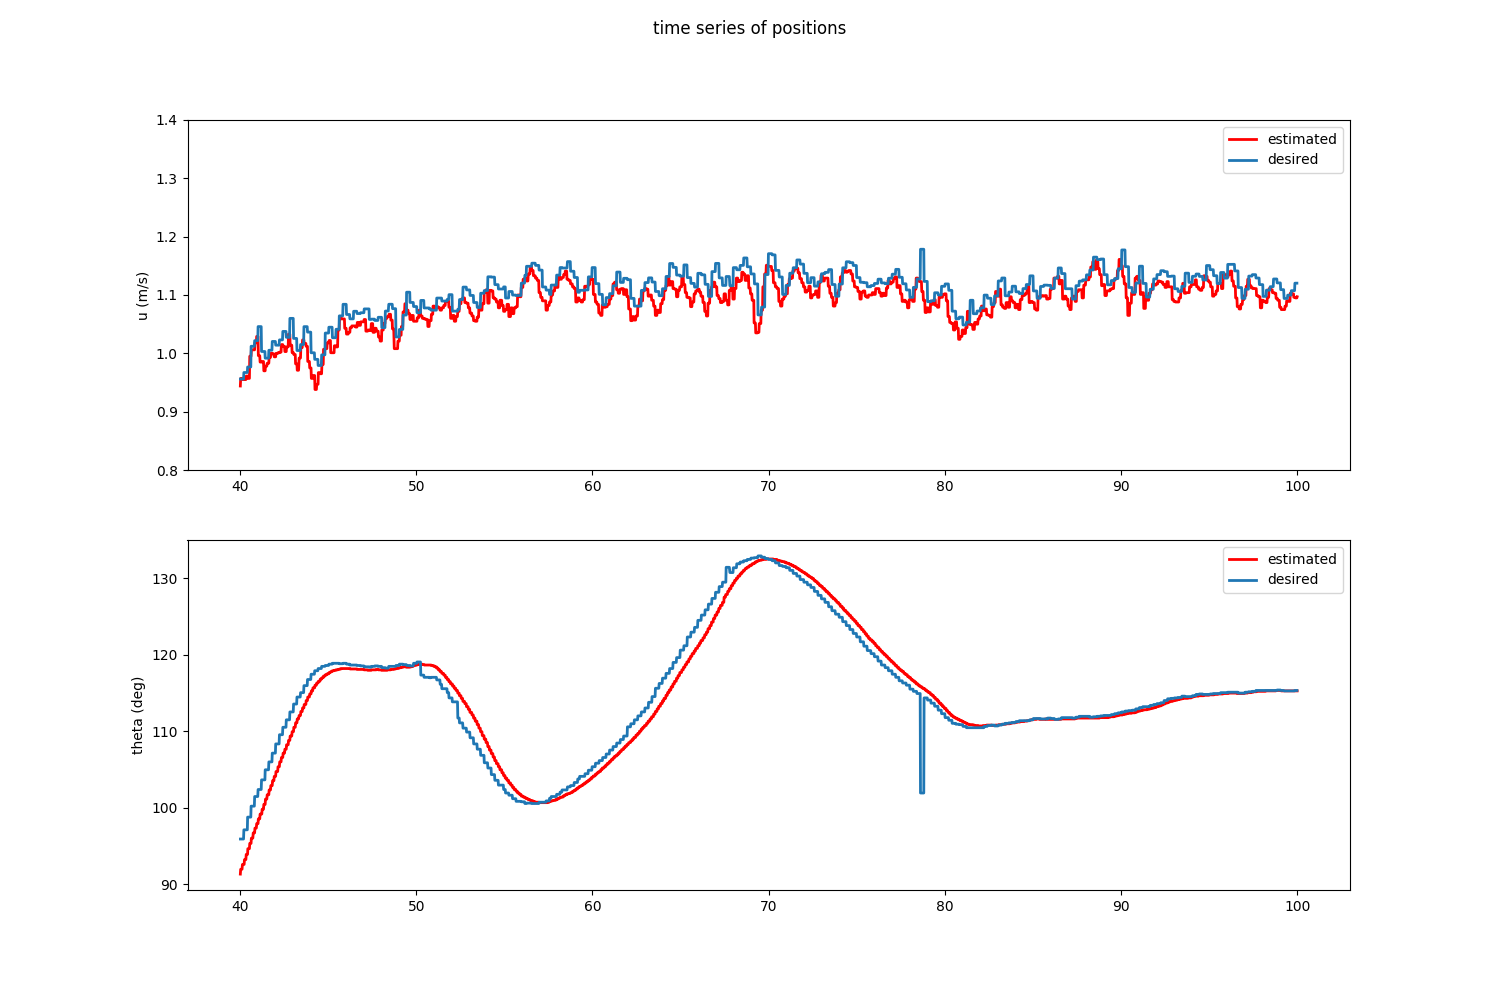 time series of positions
1.4
1.3
1.2
1.1
1.0
0.9
0.8
u (m/s)
estimated
desired
40 50 60 70 80 90 100
130
120
110
100
90
theta (deg)
estimated
desired
40 50 60 70 80 90 100